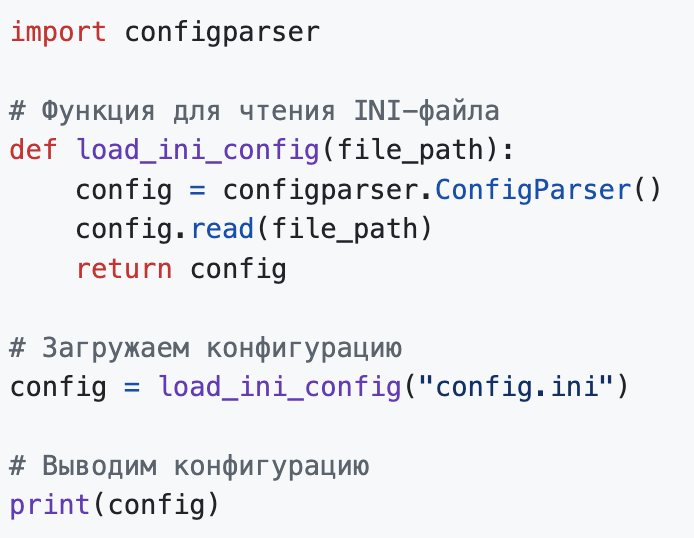 import configparser

# Функция для чтения INI-файла
def load_ini_config(file_path):
    config = configparser.ConfigParser()
    config.read(file_path)
    return config

# Загружаем конфигурацию
config = load_ini_config("config.ini")

# Выводим конфигурацию
print(config)